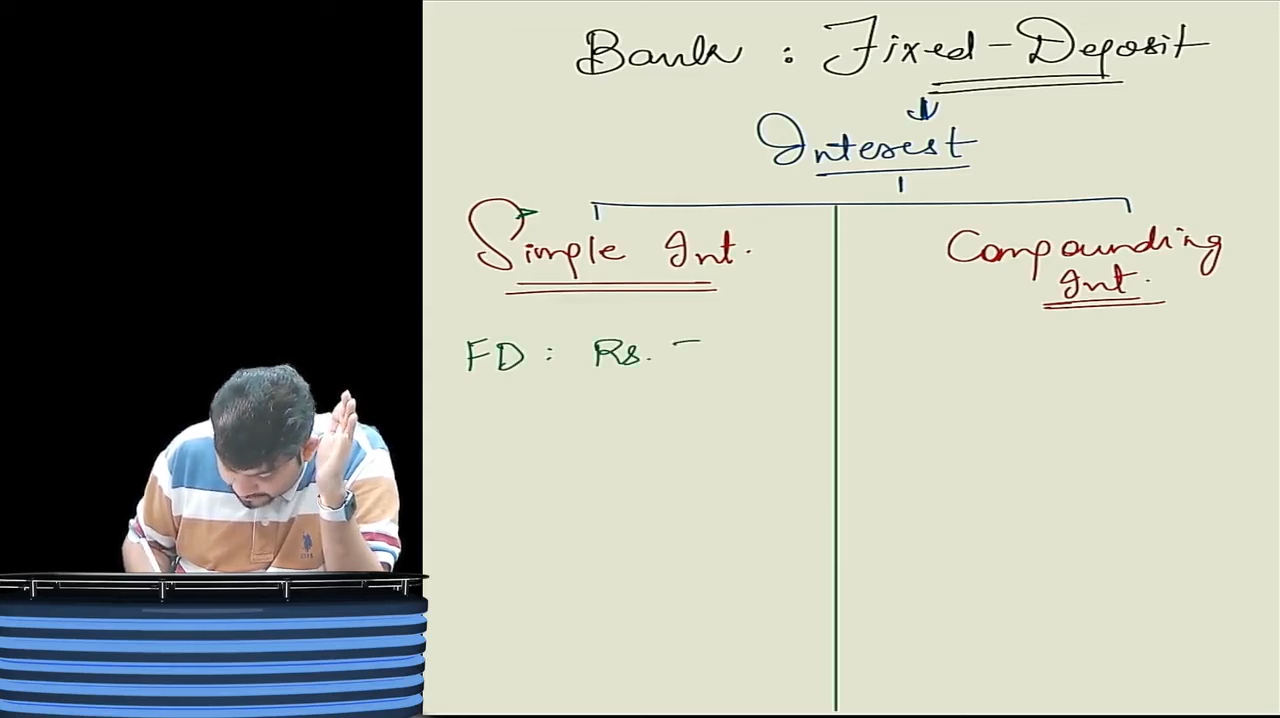 Bank : Fixed - Deposit
Interest
Simple Int.
Compounding
Int.
FD : Rs.